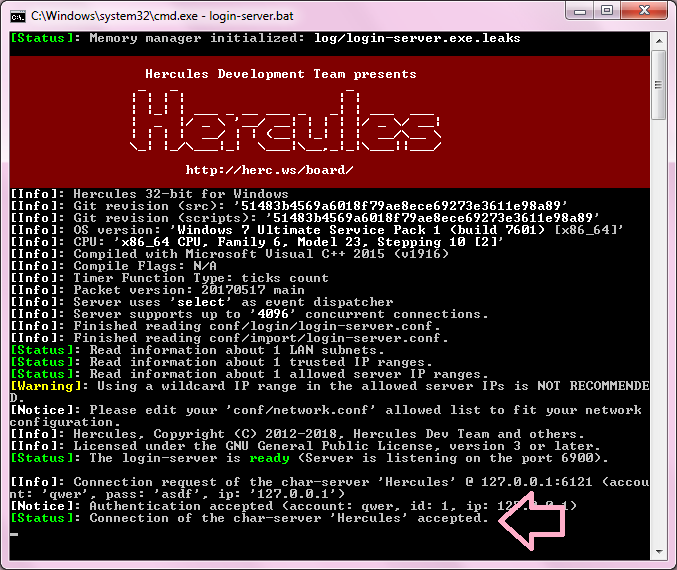 C:\Windows\system32\cmd.exe - login-server.bat
[Status]: Memory manager initialized: log/login-server.exe.leaks
Hercules Development Team presents
Hercules
http://herc.ws/board/
[Info]: Hercules 32-bit for Windows
[Info]: Git revision (src): '51483b4569a6018f79ae8ece69273e3611e98a89'
[Info]: Git revision (scripts): '51483b4569a6018f79ae8ece69273e3611e98a89'
[Info]: OS version: 'Windows 7 Ultimate Service Pack 1 (build 7601) [x86_64]'
[Info]: CPU: 'x86_64 CPU, Family 6, Model 23, Stepping 10 [2]'
[Info]: Compiled with Microsoft Visual C++ 2015 (v1916)
[Info]: Compile Flags: N/A
[Info]: Timer Function Type: ticks count
[Info]: Packet version: 20170517 main
[Info]: Server uses 'select' as event dispatcher
[Info]: Server supports up to '4096' concurrent connections.
[Info]: Finished reading conf/login/login-server.conf.
[Info]: Finished reading conf/import/login-server.conf.
[Status]: Read information about 1 LAN subnets.
[Status]: Read information about 1 trusted IP ranges.
[Status]: Read information about 1 allowed server IP ranges.
[Warning]: Using a wildcard IP range in the allowed server IPs is NOT RECOMMENDE
D.
[Notice]: Please edit your 'conf/network.conf' allowed list to fit your network
configuration.
[Info]: Hercules, Copyright (C) 2012-2018, Hercules Dev Team and others.
[Info]: Licensed under the GNU General Public License, version 3 or later.
[Status]: The login-server is ready (Server is listening on the port 6900).
[Info]: Connection request of the char-server 'Hercules' @ 127.0.0.1:6121 (accou
nt: 'qwer', pass: 'asdf', ip: '127.0.0.1')
[Notice]: Authentication accepted (account: qwer, id: 1, ip: 127.0.0.1)
[Status]: Connection of the char-server 'Hercules' accepted.